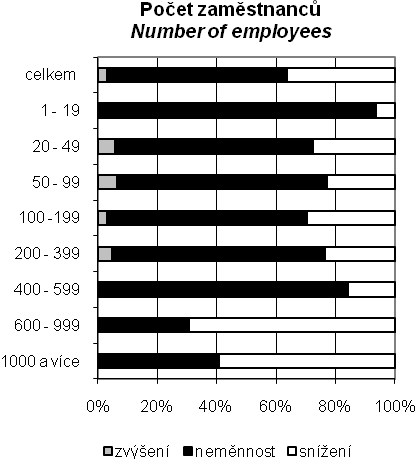 Počet zaměstnanců
Number of employees
celkem
1 - 19
20 - 49
50 - 99
100 -199
200 - 399
400 - 599
600 - 999
1000 a více
0% 20% 40% 60% 80% 100%
zvýšení neměnnost snížení